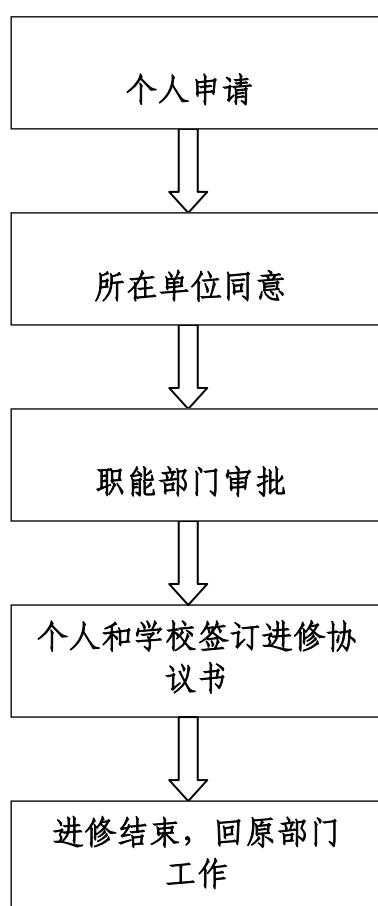 个人申请
所在单位同意
职能部门审批
个人和学校签订进修协
议书
进修结束，回原部门
工作